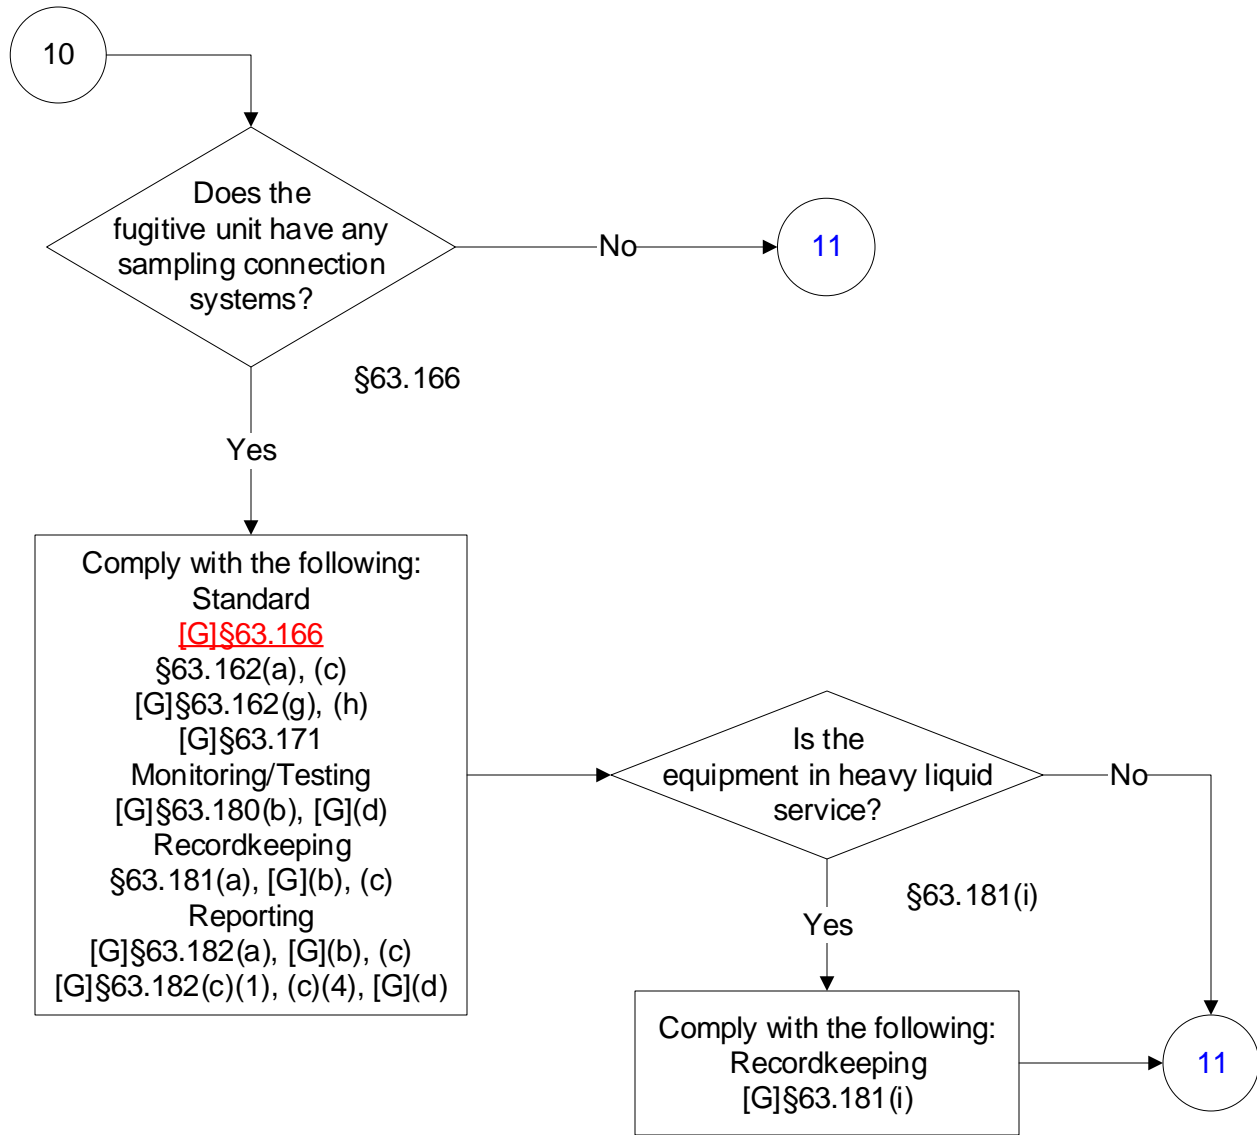 10
Does the
fugitive unit have any
sampling connection
systems?
No
11
§63.166
Yes
Comply with the following:
Standard
[G]§63.166
§63.162(a), (c)
[G]§63.162(g), (h)
[G]§63.171
Monitoring/Testing
[G]§63.180(b), [G](d)
Recordkeeping
§63.181(a), [G](b), (c)
Reporting
[G]§63.182(a), [G](b), (c)
[G]§63.182(c)(1), (c)(4), [G](d)
Is the
equipment in heavy liquid
service?
No
§63.181(i)
Yes
Comply with the following:
Recordkeeping
[G]§63.181(i)
11